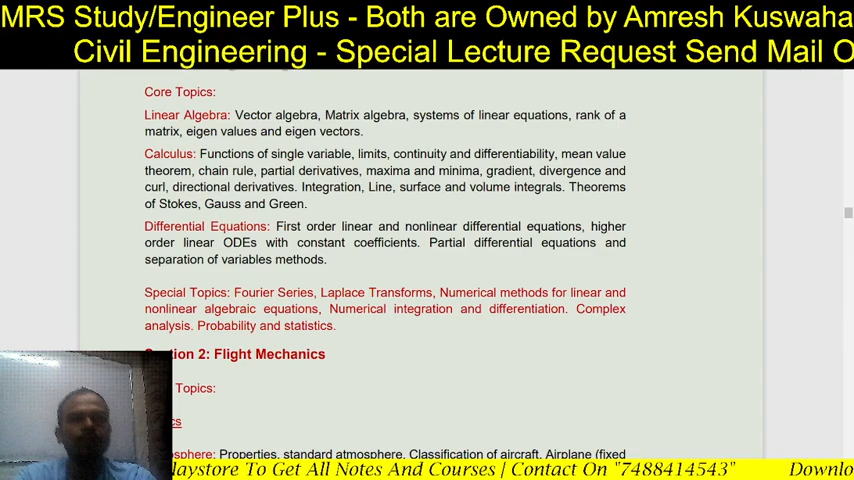 MRS Study/Engineer Plus - Both are Owned by Amresh Kuswaha
Civil Engineering - Special Lecture Request Send Mail O
Core Topics:
Linear Algebra: Vector algebra, Matrix algebra, systems of linear equations, rank of a
matrix, eigen values and eigen vectors.
Calculus: Functions of single variable, limits, continuity and differentiability, mean value
theorem, chain rule, partial derivatives, maxima and minima, gradient, divergence and
curl, directional derivatives. Integration, Line, surface and volume integrals. Theorems
of Stokes, Gauss and Green.
Differential Equations: First order linear and nonlinear differential equations, higher
order linear ODEs with constant coefficients. Partial differential equations and
separation of variables methods.
Special Topics: Fourier Series, Laplace Transforms, Numerical methods for linear and
nonlinear algebraic equations, Numerical integration and differentiation. Complex
analysis. Probability and statistics.
tion 2: Flight Mechanics
Topics:
cs
osphere: Properties, standard atmosphere. Classification of aircraft. Airplane (fixed
laystore To Get All Notes And Courses | Contact On "7488414543" Downlo